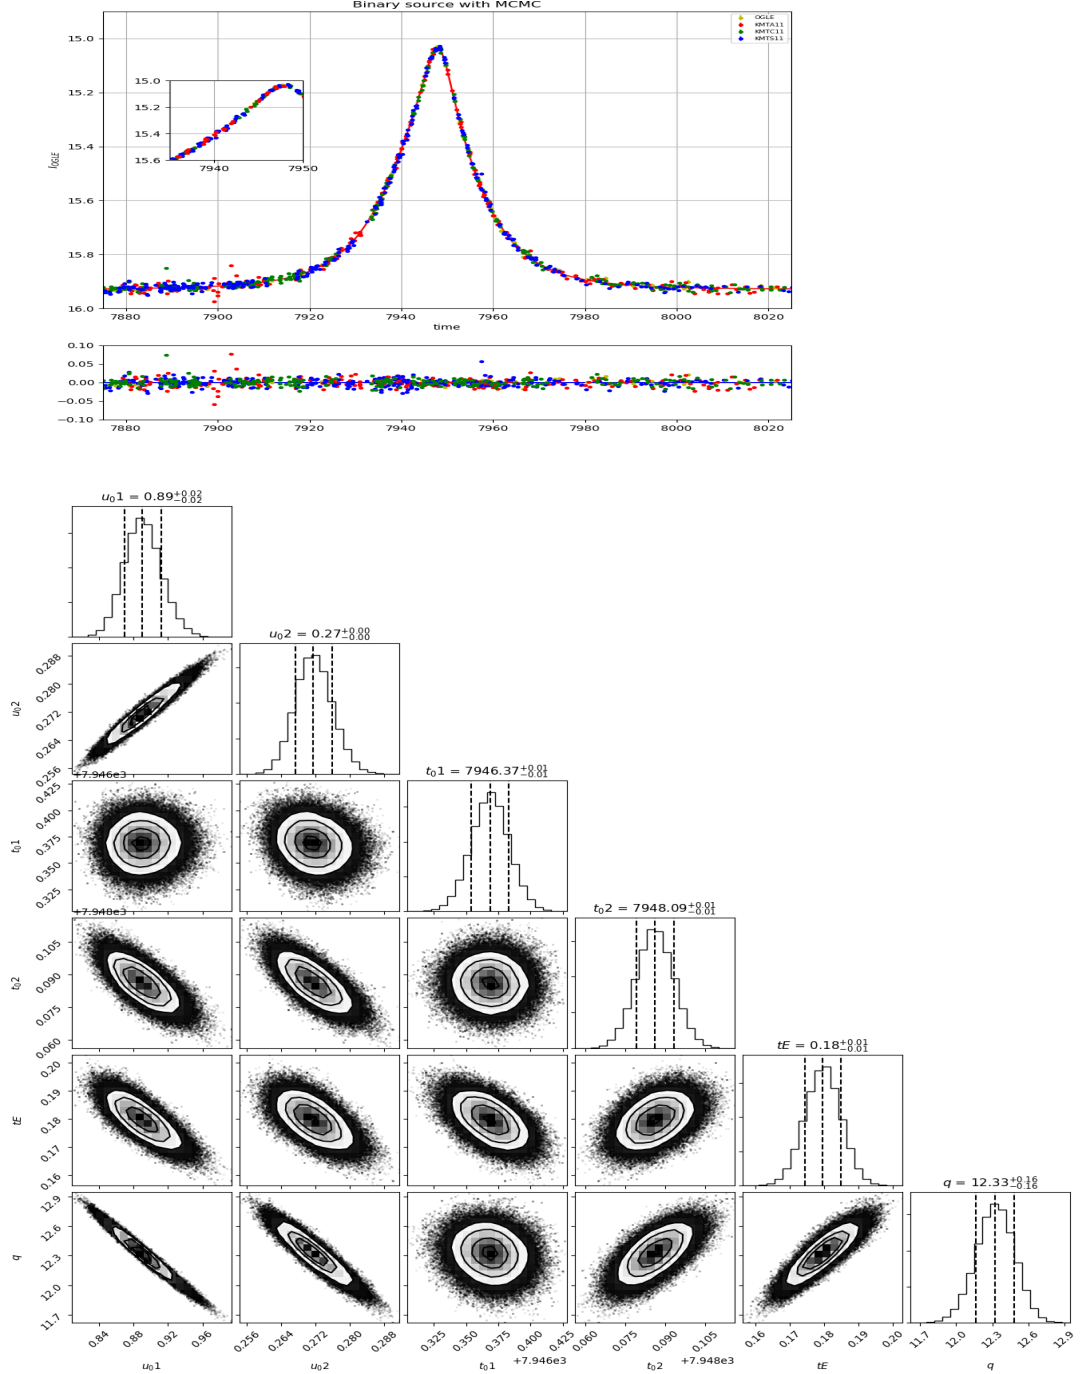 Binary source with MCMC
OGLE
KMTA11
KMTC11
KMTS11
15.0
15.2
15.4
15.6
15.8
16.0
I_OGLE
15.0
15.2
15.4
15.6
7940 7950
7880 7900 7920 7940 7960 7980 8000 8020
time
0.10
0.05
0.00
−0.05
−0.10
7880 7900 7920 7940 7960 7980 8000 8020
u₀1 = 0.89 +0.02 −0.02
u₀2 = 0.27 +0.00 −0.00
0.288
0.280
0.272
0.264
0.256
u₀2
+7.946e3
t₀1 = 7946.37 +0.01 −0.01
0.425
0.400
0.375
0.350
0.325
t₀1
+7.948e3
t₀2 = 7948.09 +0.01 −0.01
0.105
0.090
0.075
0.060
t₀2
tE = 0.18 +0.01 −0.01
0.20
0.19
0.18
0.17
0.16
tE
q = 12.33 +0.16 −0.16
12.9
12.6
12.3
12.0
11.7
q
0.84 0.88 0.92 0.96
0.256 0.264 0.272 0.280 0.288
0.325 0.350 0.375 0.400 0.425
0.060 0.075 0.090 0.105
0.16 0.17 0.18 0.19 0.20
11.7 12.0 12.3 12.6 12.9
+7.946e3 +7.948e3
u₀1 u₀2 t₀1 t₀2 tE q